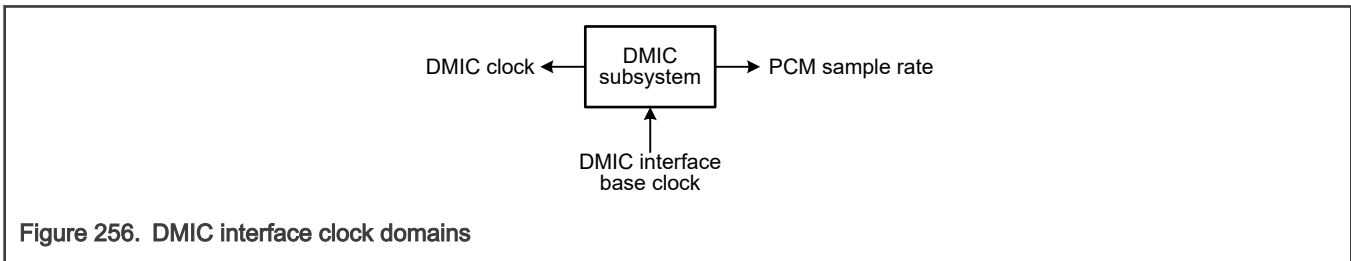 DMIC clock
DMIC
subsystem
PCM sample rate
DMIC interface
base clock
Figure 256. DMIC interface clock domains